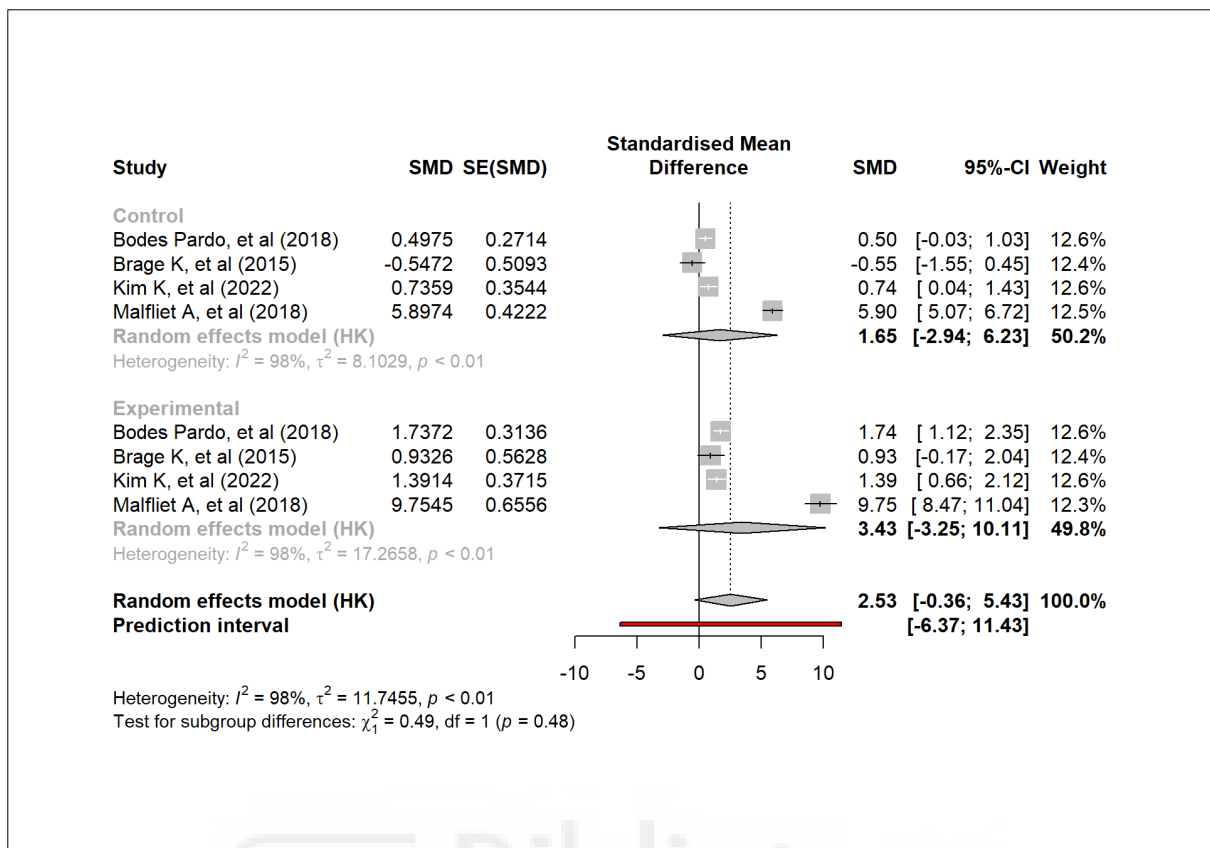 Standardised Mean
Study SMD SE(SMD) Difference SMD 95%-CI Weight
Control
Bodes Pardo, et al (2018) 0.4975 0.2714 0.50 [-0.03; 1.03] 12.6%
Brage K, et al (2015) -0.5472 0.5093 -0.55 [-1.55; 0.45] 12.4%
Kim K, et al (2022) 0.7359 0.3544 0.74 [ 0.04; 1.43] 12.6%
Malfliet A, et al (2018) 5.8974 0.4222 5.90 [ 5.07; 6.72] 12.5%
Random effects model (HK) 1.65 [-2.94; 6.23] 50.2%
Heterogeneity: I² = 98%, τ² = 8.1029, p < 0.01
Experimental
Bodes Pardo, et al (2018) 1.7372 0.3136 1.74 [ 1.12; 2.35] 12.6%
Brage K, et al (2015) 0.9326 0.5628 0.93 [-0.17; 2.04] 12.4%
Kim K, et al (2022) 1.3914 0.3715 1.39 [ 0.66; 2.12] 12.6%
Malfliet A, et al (2018) 9.7545 0.6556 9.75 [ 8.47; 11.04] 12.3%
Random effects model (HK) 3.43 [-3.25; 10.11] 49.8%
Heterogeneity: I² = 98%, τ² = 17.2658, p < 0.01
Random effects model (HK) 2.53 [-0.36; 5.43] 100.0%
Prediction interval [-6.37; 11.43]
-10 -5 0 5 10
Heterogeneity: I² = 98%, τ² = 11.7455, p < 0.01
Test for subgroup differences: χ₁² = 0.49, df = 1 (p = 0.48)